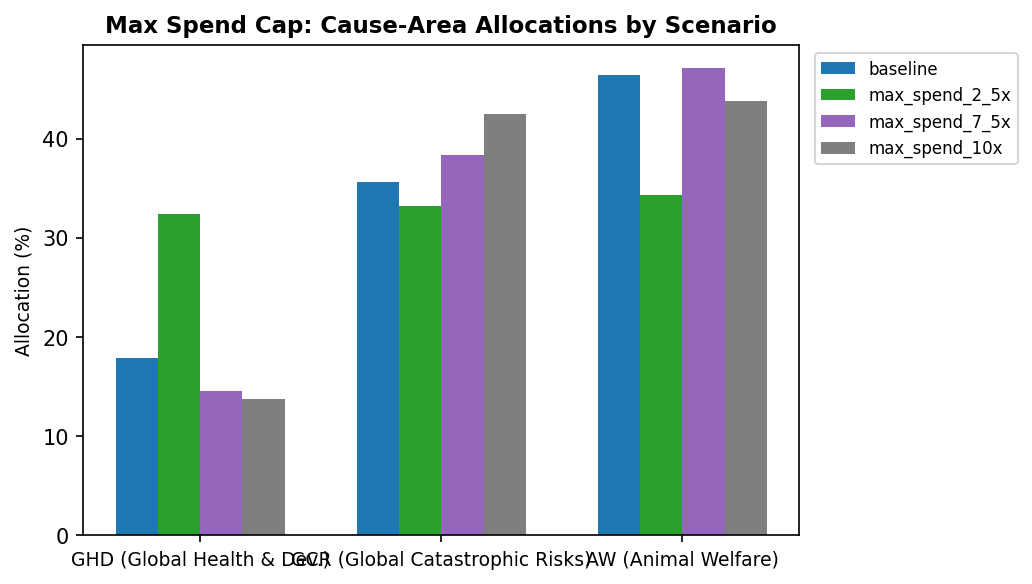 Max Spend Cap: Cause-Area Allocations by Scenario
baseline
max_spend_2_5x
max_spend_7_5x
max_spend_10x
Allocation (%)
40
30
20
10
0
GHD (Global Health & Dev.)
GCR (Global Catastrophic Risks)
AW (Animal Welfare)